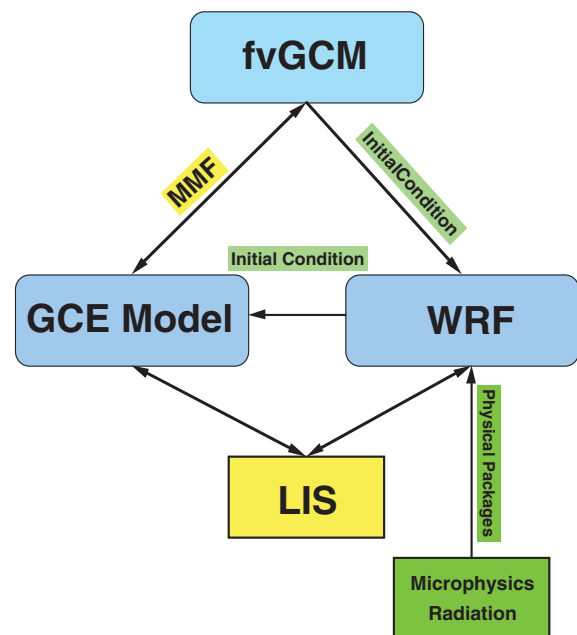 fvGCM
MMF
InitialCondition
Initial Condition
GCE Model
WRF
Physical Packages
LIS
Microphysics
Radiation